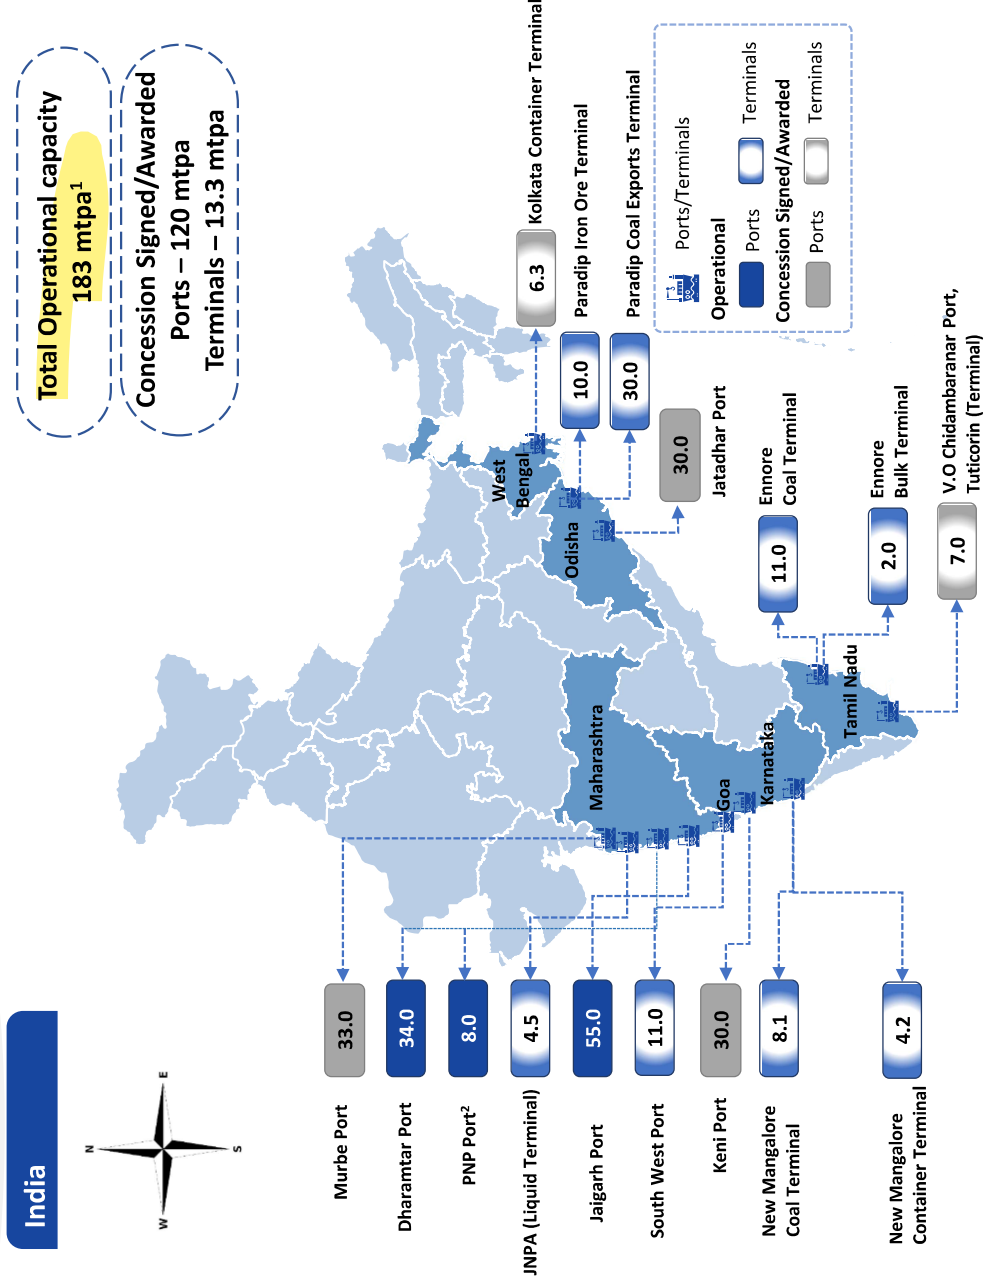 India
Total Operational capacity
183 mtpa1
Concession Signed/Awarded
Ports – 120 mtpa
Terminals – 13.3 mtpa
N
E
S
W
Murbe Port
33.0
Dharamtar Port
34.0
PNP Port2
8.0
JNPA (Liquid Terminal)
4.5
Jaigarh Port
55.0
South West Port
11.0
Keni Port
30.0
New Mangalore
Coal Terminal
8.1
New Mangalore
Container Terminal
4.2
Maharashtra
Goa
Karnataka
Tamil Nadu
Odisha
West
Bengal
6.3
Kolkata Container Terminal
10.0
Paradip Iron Ore Terminal
30.0
Paradip Coal Exports Terminal
30.0
Jatadhar Port
11.0
Ennore
Coal Terminal
2.0
Ennore
Bulk Terminal
7.0
V.O Chidambaranar Port,
Tuticorin (Terminal)
Ports/Terminals
Operational
Ports
Terminals
Concession Signed/Awarded
Ports
Terminals